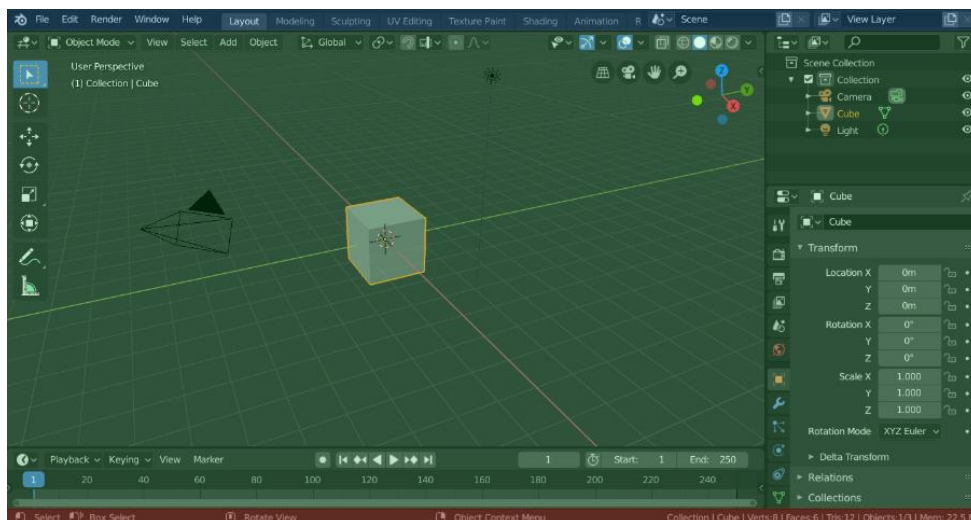 File Edit Render Window Help Layout Modeling Sculpting UV Editing Texture Paint Shading Animation R Scene View Layer
Object Mode View Select Add Object Global
User Perspective
(1) Collection | Cube
X
Y
Z
Scene Collection
Collection
Camera
Cube
Light
Cube
Cube
Transform
Location X 0m
Y 0m
Z 0m
Rotation X 0°
Y 0°
Z 0°
Scale X 1.000
Y 1.000
Z 1.000
Rotation Mode XYZ Euler
Delta Transform
Relations
Collections
Playback Keying View Marker 1 Start: 1 End: 250
1 20 40 60 80 100 120 140 160 180 200 220 240
Select Box Select Rotate View Object Context Menu Collection | Cube | Verts:8 | Faces:6 | Tris:12 | Objects:1/3 | Mem: 22.5